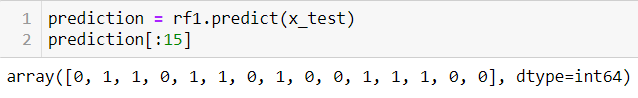 1 prediction = rf1.predict(x_test)
2 prediction[:15]
array([0, 1, 1, 0, 1, 1, 0, 1, 0, 0, 1, 1, 1, 0, 0], dtype=int64)